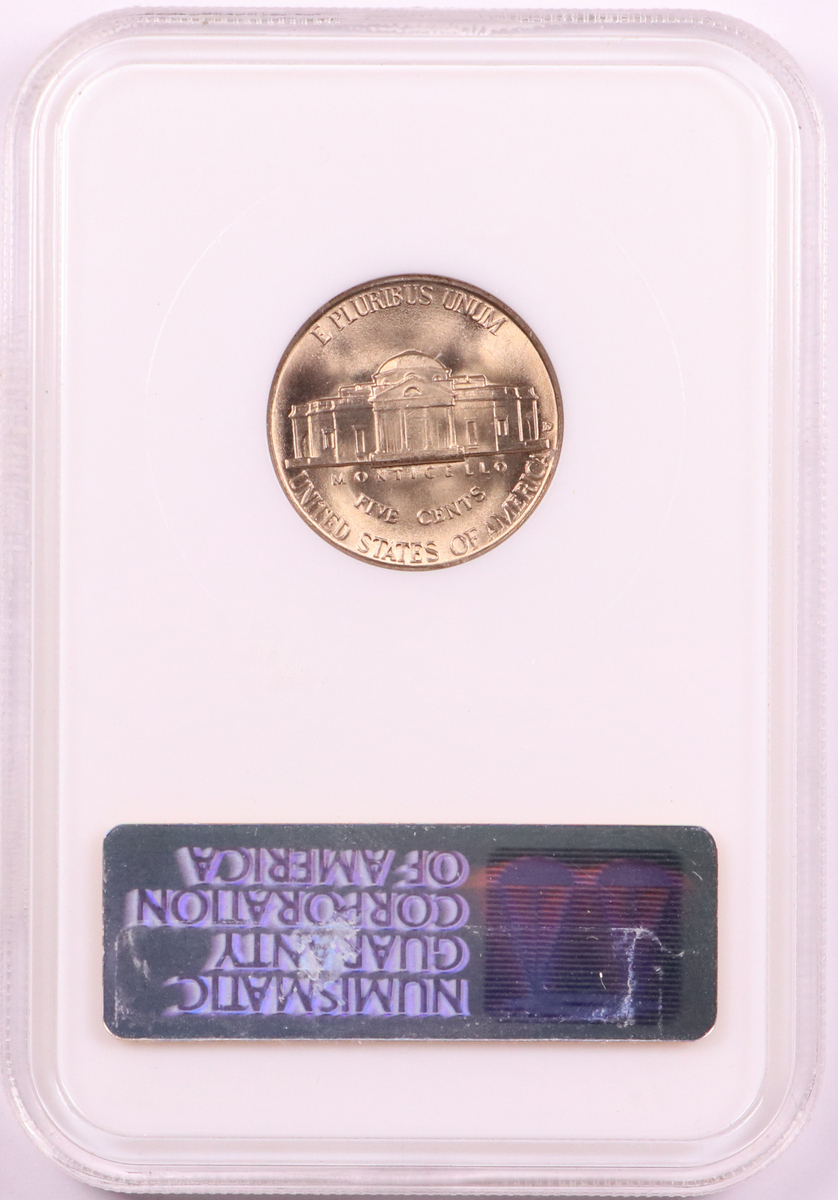 E PLURIBUS UNUM
MONTICELLO
FIVE CENTS
UNITED STATES OF AMERICA
NUMISMATIC
GUARANTY
CORPORATION
OF AMERICA